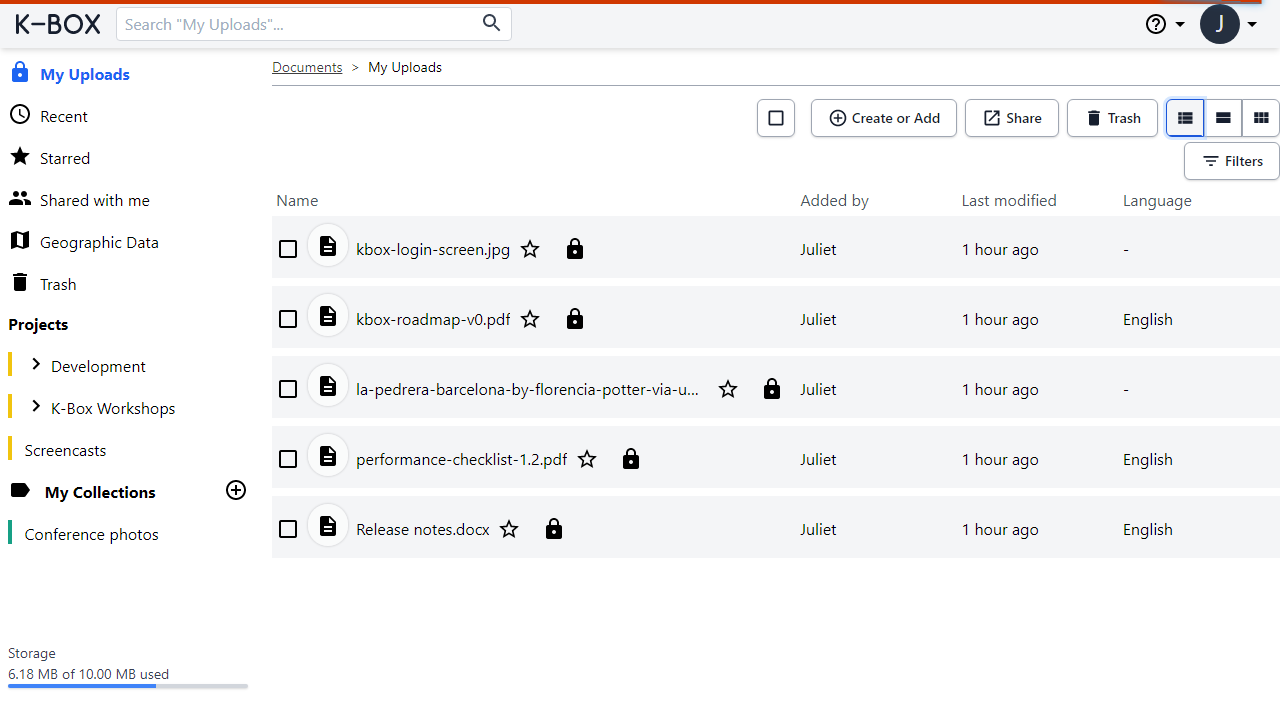 K-BOX
Search "My Uploads"...
J
My Uploads
Recent
Starred
Shared with me
Geographic Data
Trash
Projects
Development
K-Box Workshops
Screencasts
My Collections
Conference photos
Storage
6.18 MB of 10.00 MB used
Documents > My Uploads
Create or Add
Share
Trash
Filters
Name Added by Last modified Language
kbox-login-screen.jpg Juliet 1 hour ago -
kbox-roadmap-v0.pdf Juliet 1 hour ago English
la-pedrera-barcelona-by-florencia-potter-via-u... Juliet 1 hour ago -
performance-checklist-1.2.pdf Juliet 1 hour ago English
Release notes.docx Juliet 1 hour ago English